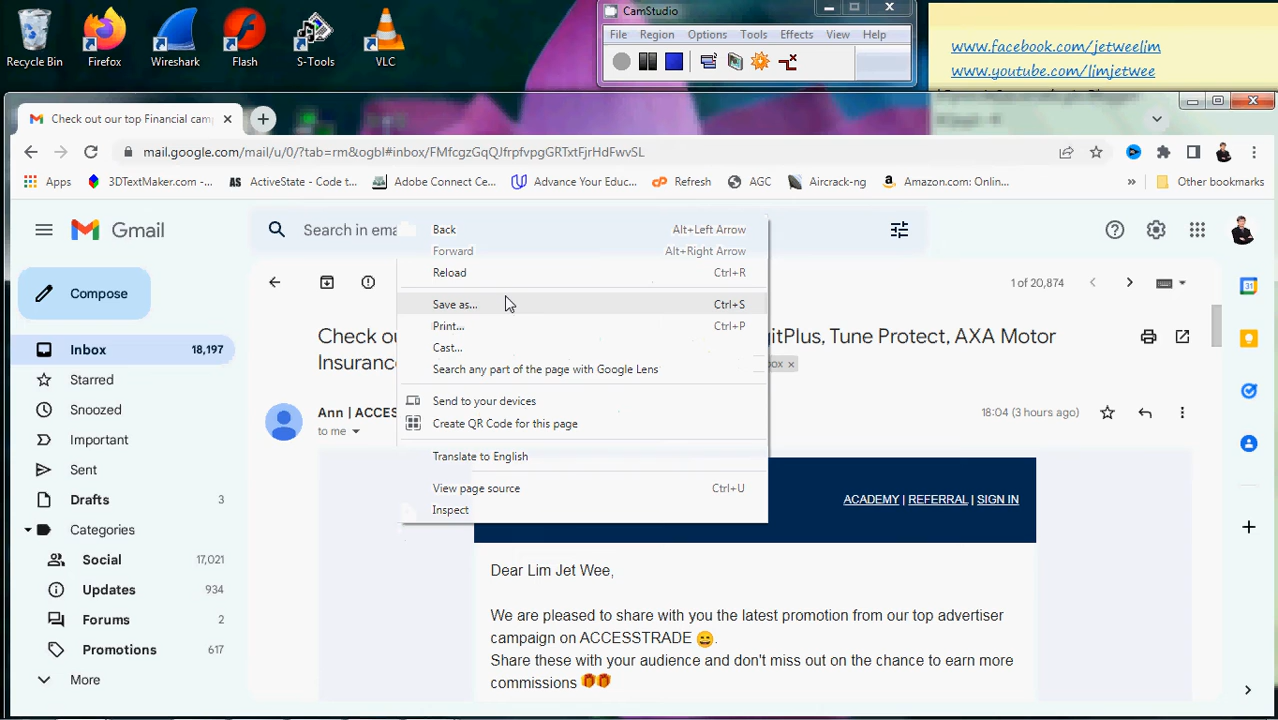 CamStudio
File Region Options Tools Effects View Help
www.facebook.com/jetweelim
www.youtube.com/limjetwee
Recycle Bin
Firefox
Wireshark
Flash
S-Tools
VLC
Check out our top Financial cam
mail.google.com/mail/u/0/?tab=rm&ogbl#inbox/FMfcgzGqQJfrpfvpgGRTxtFjrHdFwvSL
Apps
3DTextMaker.com -...
ActiveState - Code t...
Adobe Connect Ce...
Advance Your Educ...
Refresh
AGC
Aircrack-ng
Amazon.com: Onlin...
»
Other bookmarks
Gmail
Search in ema
Back Alt+Left Arrow
Forward Alt+Right Arrow
Reload Ctrl+R
Save as... Ctrl+S
Print... Ctrl+P
Cast...
Search any part of the page with Google Lens
Send to your devices
Create QR Code for this page
Translate to English
View page source Ctrl+U
Inspect
Compose
Inbox 18,197
Starred
Snoozed
Important
Sent
Drafts 3
Categories
Social 17,021
Updates 934
Forums 2
Promotions 617
More
1 of 20,874
Check ou
gitPlus, Tune Protect, AXA Motor
Insurance
ox ×
Ann | ACCES
18:04 (3 hours ago)
to me
31
ACADEMY | REFERRAL | SIGN IN
Dear Lim Jet Wee,
We are pleased to share with you the latest promotion from our top advertiser
campaign on ACCESSTRADE 😄.
Share these with your audience and don't miss out on the chance to earn more
commissions 🎁🎁